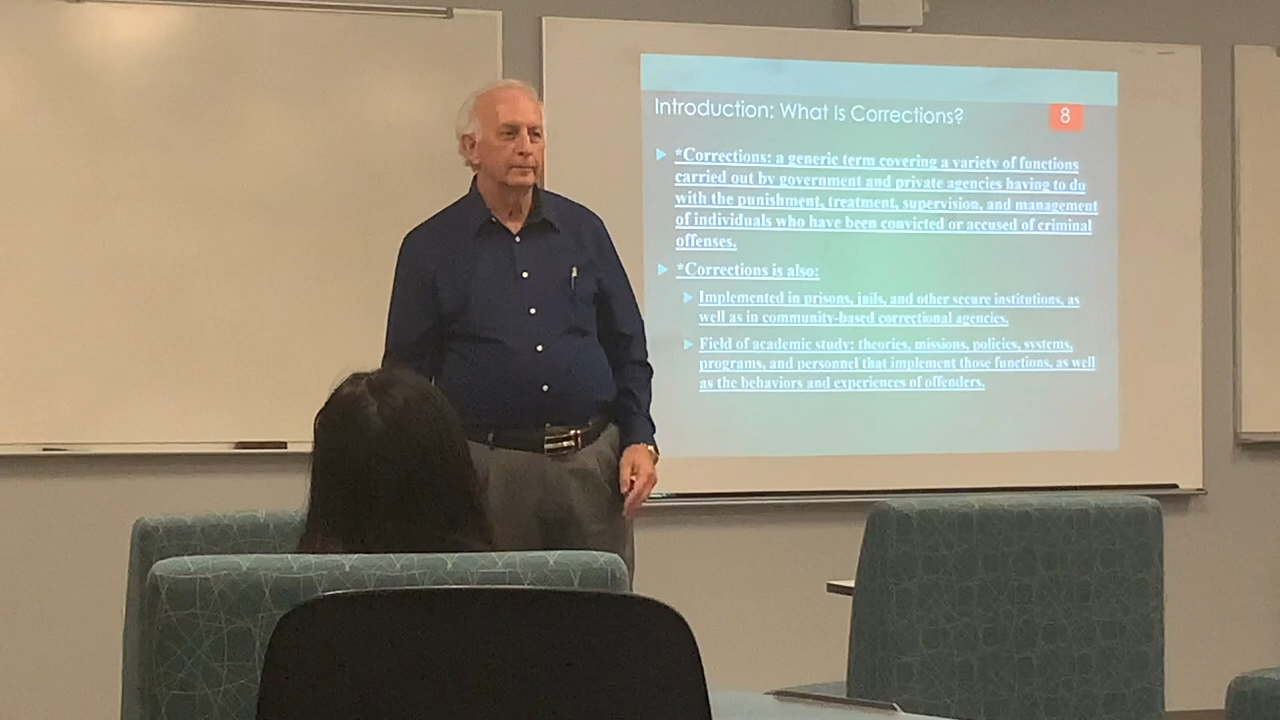 Introduction: What Is Corrections?
8
*Corrections: a generic term covering a variety of functions
carried out by government and private agencies having to do
with the punishment, treatment, supervision, and management
of individuals who have been convicted or accused of criminal
offenses.
*Corrections is also:
Implemented in prisons, jails, and other secure institutions, as
well as in community-based correctional agencies.
Field of academic study: theories, missions, policies, systems,
programs, and personnel that implement those functions, as well
as the behaviors and experiences of offenders.